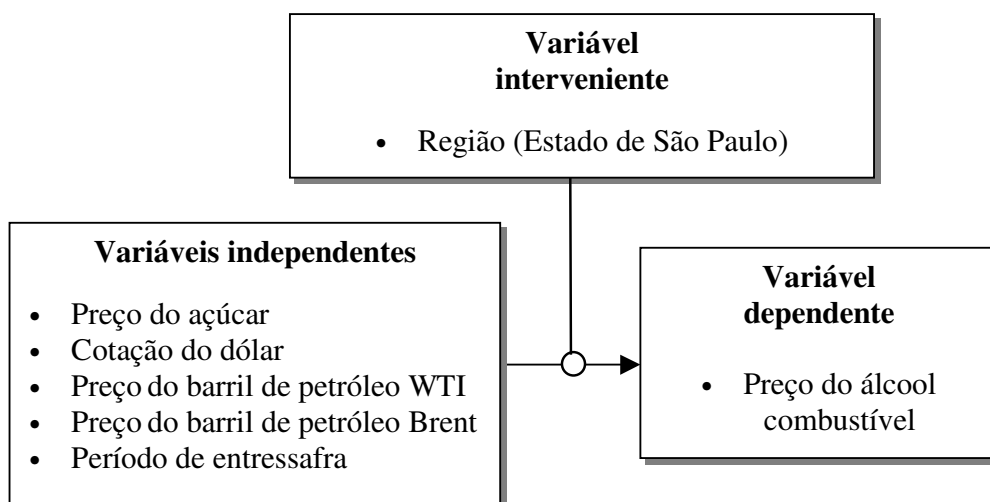 Variável
interveniente
• Região (Estado de São Paulo)
Variáveis independentes
• Preço do açúcar
• Cotação do dólar
• Preço do barril de petróleo WTI
• Preço do barril de petróleo Brent
• Período de entressafra
Variável
dependente
• Preço do álcool
combustível